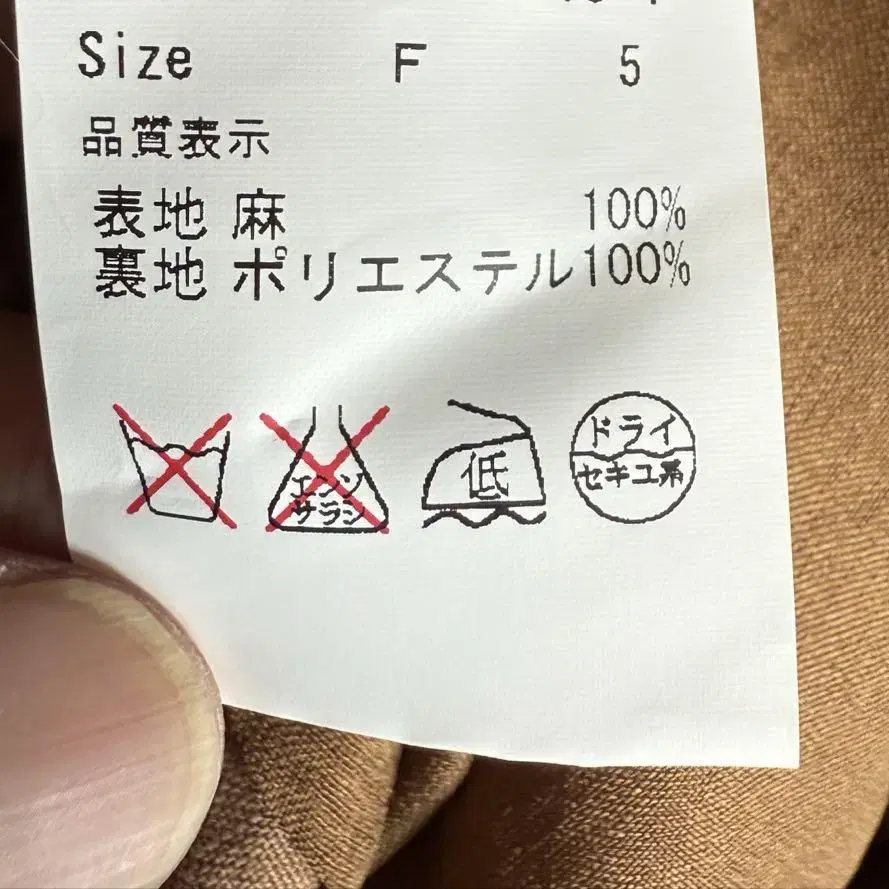 Size F 5
品質表示
表地 麻 100%
裏地 ポリエステル100%
エンソ
サラシ
低
ドライ
セキユ系